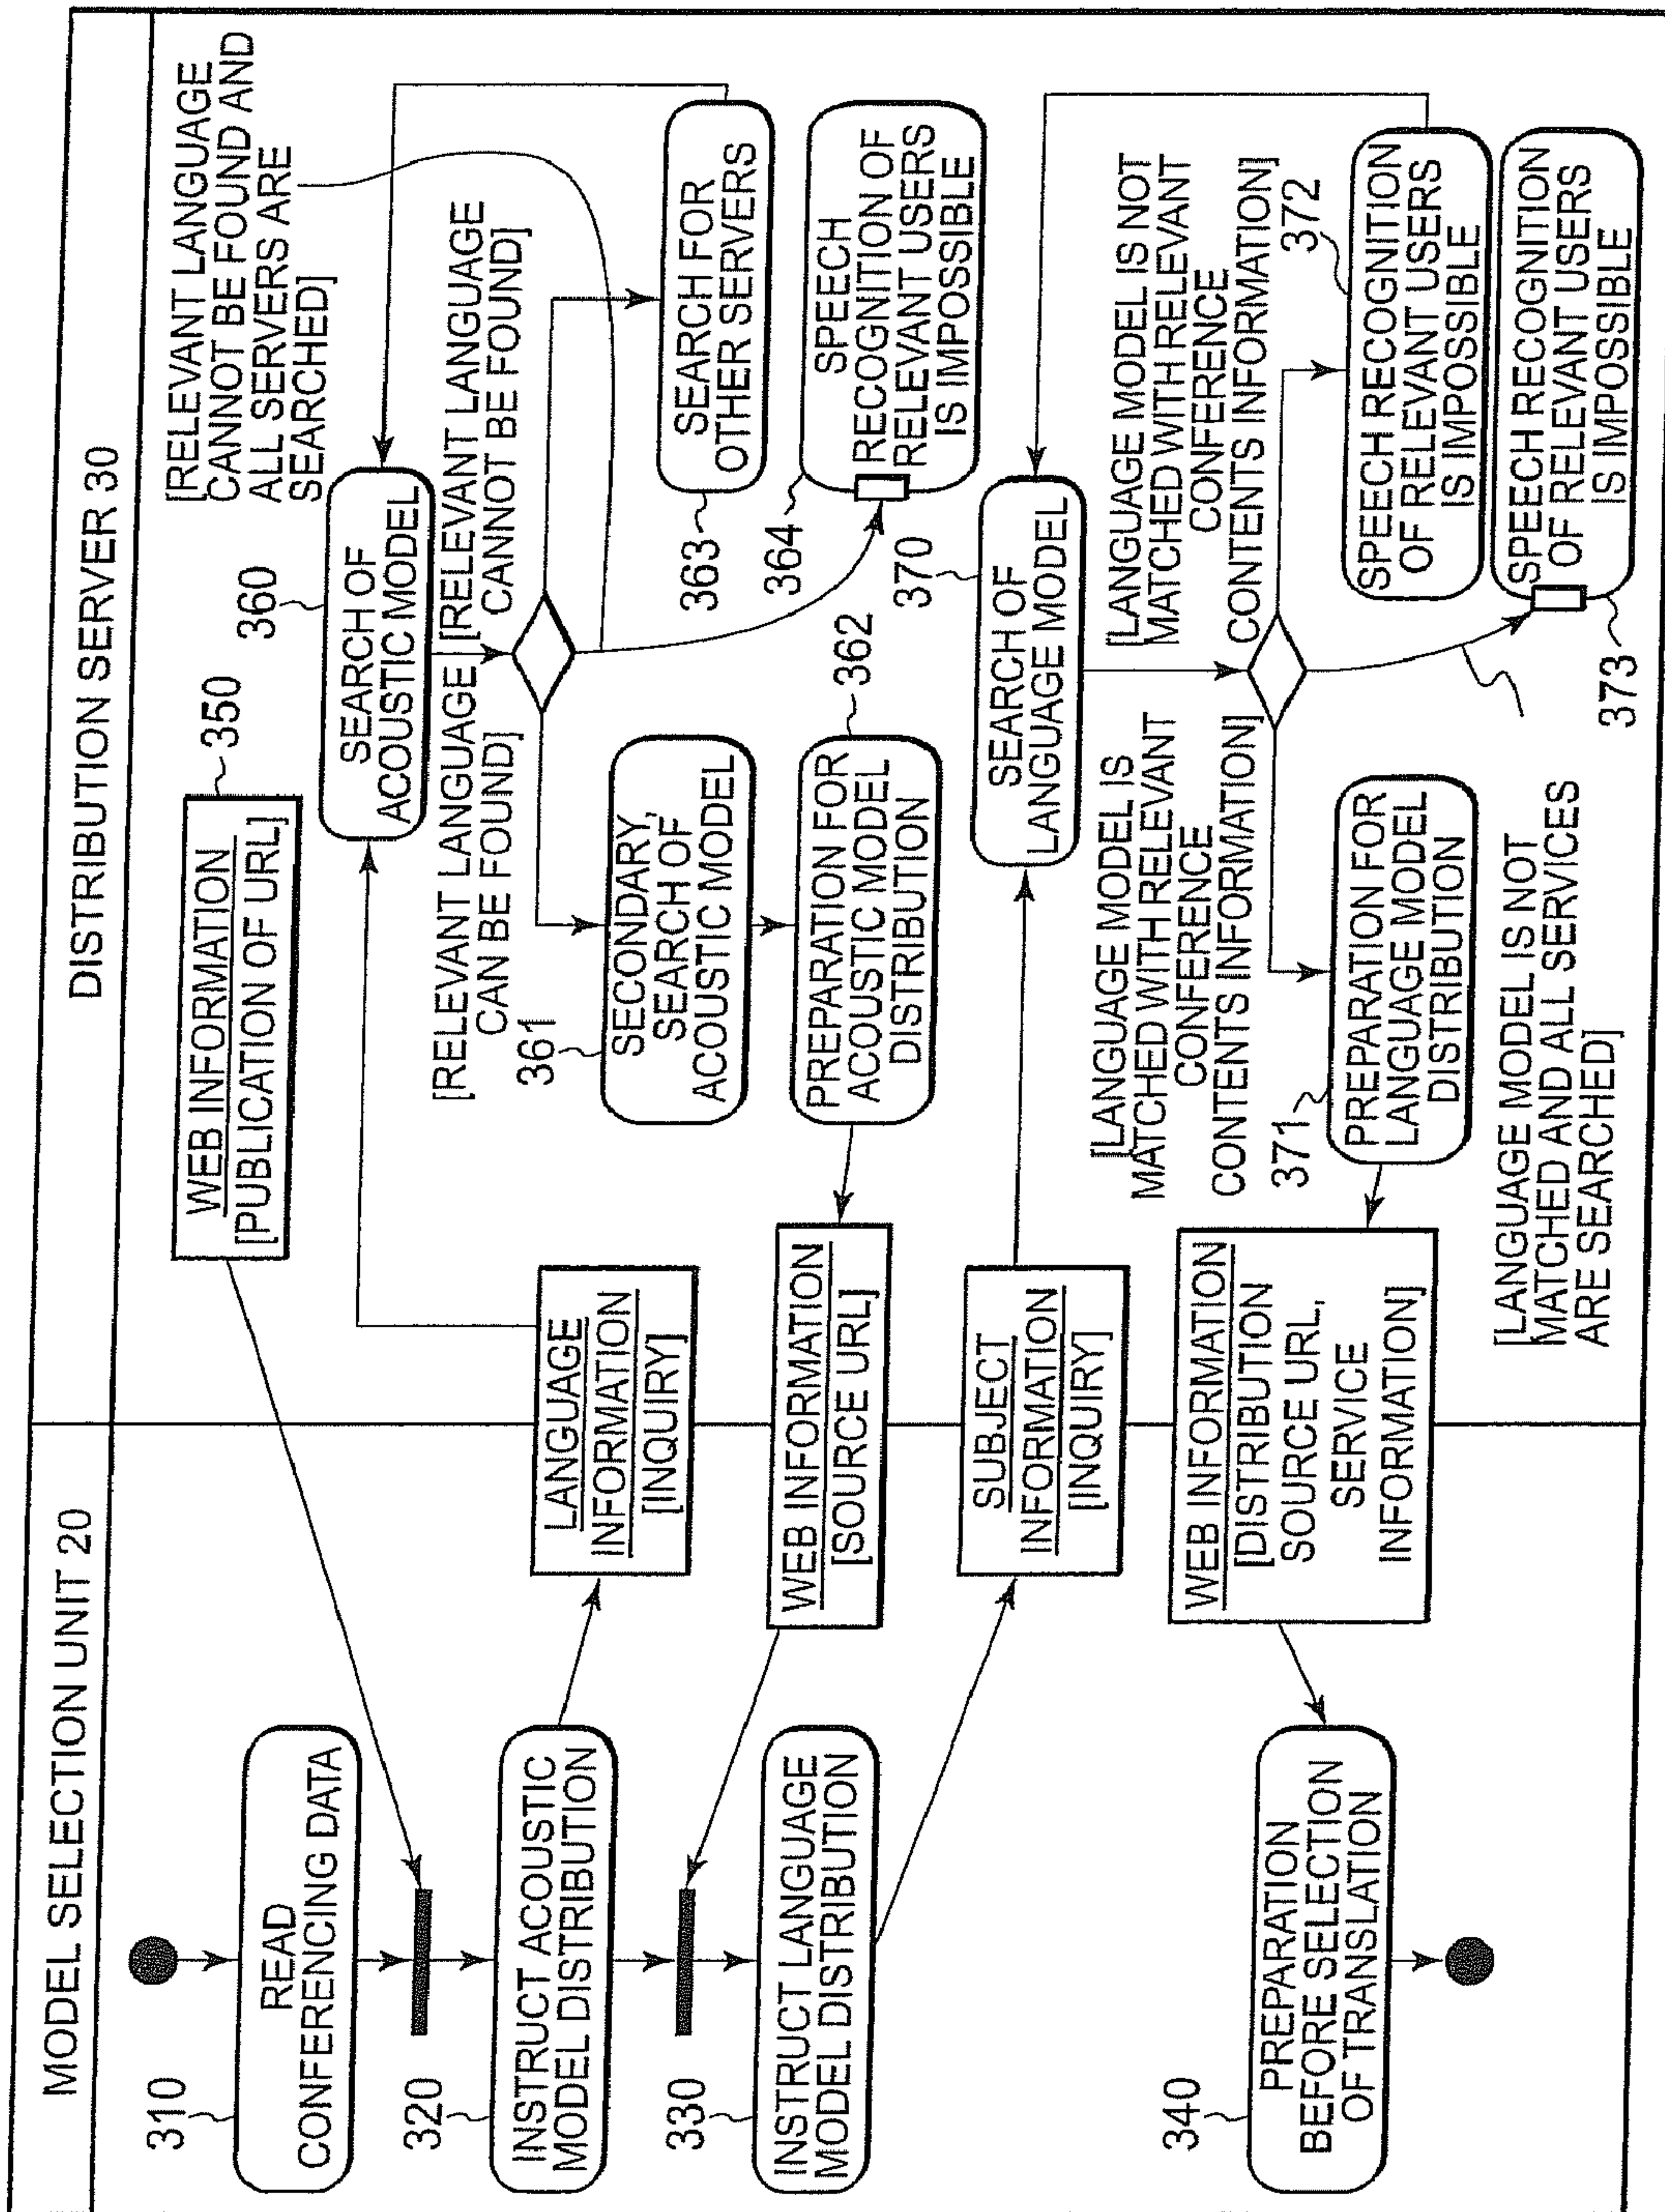 MODEL SELECTION UNIT 20
DISTRIBUTION SERVER 30
310
READ
CONFERENCING DATA
320
INSTRUCT ACOUSTIC
MODEL DISTRIBUTION
330
INSTRUCT LANGUAGE
MODEL DISTRIBUTION
340
PREPARATION
BEFORE SELECTION
OF TRANSLATION
LANGUAGE
INFORMATION
[INQUIRY]
WEB INFORMATION
[SOURCE URL]
SUBJECT
INFORMATION
[INQUIRY]
WEB INFORMATION
[DISTRIBUTION
SOURCE URL,
SERVICE
INFORMATION]
350
WEB INFORMATION
[PUBLICATION OF URL]
360
SEARCH OF
ACOUSTIC MODEL
[RELEVANT LANGUAGE
CANNOT BE FOUND AND
ALL SERVERS ARE
SEARCHED]
[RELEVANT LANGUAGE
CAN BE FOUND]
[RELEVANT LANGUAGE
CANNOT BE FOUND]
361
SECONDARY,
SEARCH OF
ACOUSTIC MODEL
362
PREPARATION FOR
ACOUSTIC MODEL
DISTRIBUTION
363
SEARCH FOR
OTHER SERVERS
364
SPEECH
RECOGNITION OF
RELEVANT USERS
IS IMPOSSIBLE
370
SEARCH OF
LANGUAGE MODEL
[LANGUAGE MODEL IS
MATCHED WITH RELEVANT
CONFERENCE
CONTENTS INFORMATION]
[LANGUAGE MODEL IS NOT
MATCHED WITH RELEVANT
CONFERENCE
CONTENTS INFORMATION]
371
PREPARATION FOR
LANGUAGE MODEL
DISTRIBUTION
372
SPEECH RECOGNITION
OF RELEVANT USERS
IS IMPOSSIBLE
373
SPEECH RECOGNITION
OF RELEVANT USERS
IS IMPOSSIBLE
[LANGUAGE MODEL IS NOT
MATCHED AND ALL SERVICES
ARE SEARCHED]